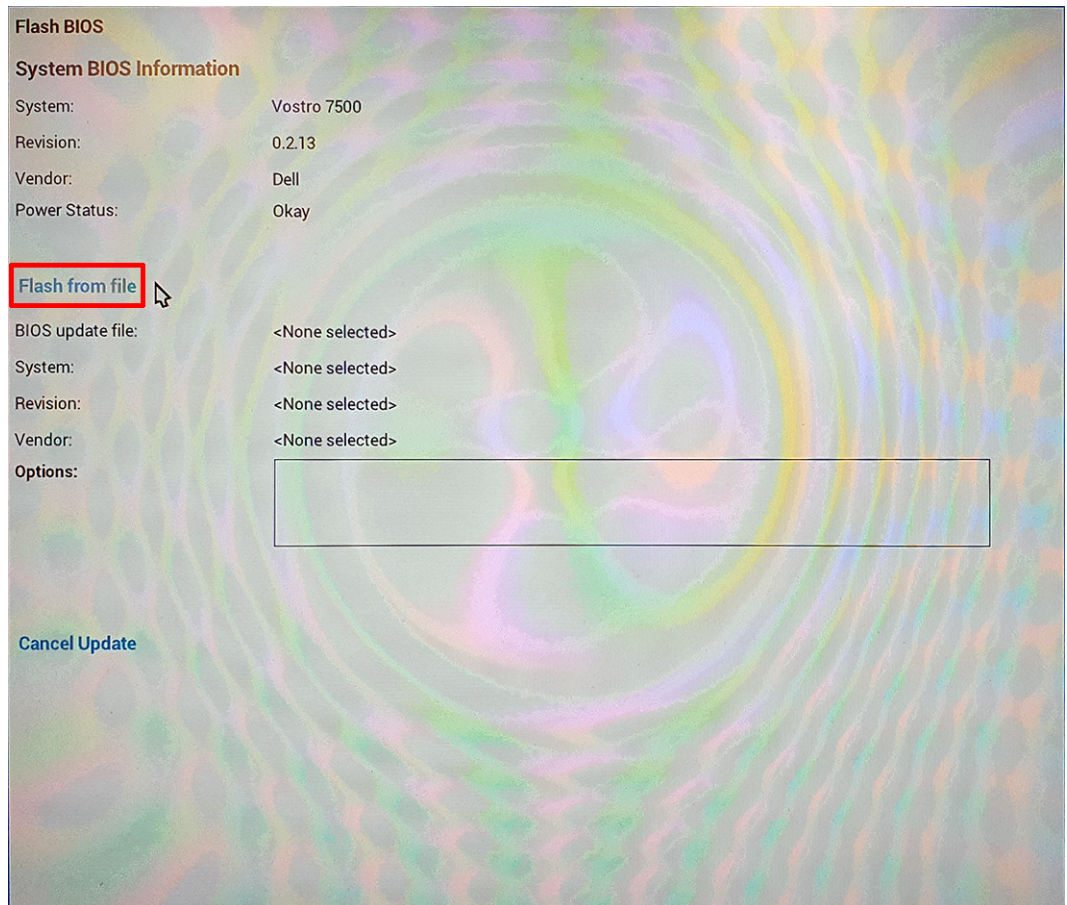 Flash BIOS
System BIOS Information
System: Vostro 7500
Revision: 0.2.13
Vendor: Dell
Power Status: Okay
Flash from file
BIOS update file: <None selected>
System: <None selected>
Revision: <None selected>
Vendor: <None selected>
Options:
Cancel Update